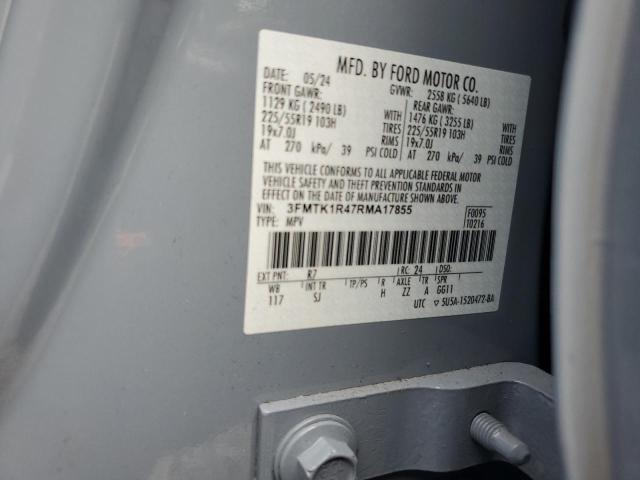 MFD. BY FORD MOTOR CO.
DATE: 05/24 GVWR: 2558 KG ( 5640 LB)
FRONT GAWR: REAR GAWR:
1129 KG ( 2490 LB) WITH 1476 KG ( 3255 LB) WITH
225/55R19 103H TIRES 225/55R19 103H TIRES
19x7.0J RIMS 19x7.0J RIMS
AT 270 kPa/ 39 PSI COLD AT 270 kPa/ 39 PSI COLD
THIS VEHICLE CONFORMS TO ALL APPLICABLE FEDERAL MOTOR
VEHICLE SAFETY AND THEFT PREVENTION STANDARDS IN
EFFECT ON THE DATE OF MANUFACTURE SHOWN ABOVE.
VIN: 3FMTK1R47RMA17855 F0095
TYPE: MPV T0216
EXT PNT: R7 RC: 24 DSO:
WB INT TR TP/PS R AXLE TR SPR
117 SJ H ZZ A GG11
UTC ▽ 5U5A-1520472-BA